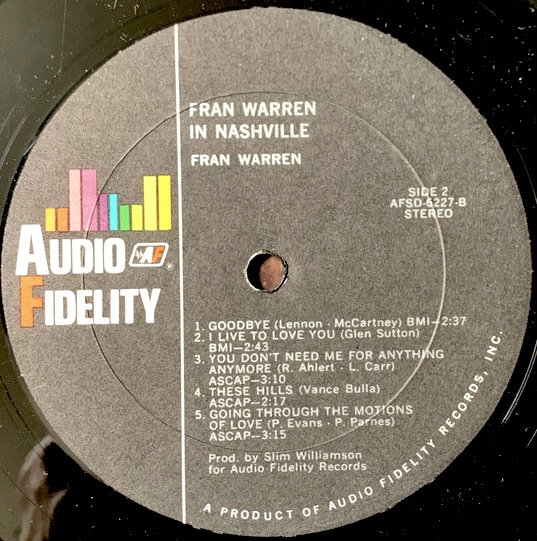 FRAN WARREN
IN NASHVILLE
FRAN WARREN
SIDE 2
AFSD-6227-B
STEREO
AUDIO AF®
FIDELITY
1. GOODBYE (Lennon · McCartney) BMI—2:37
2. I LIVE TO LOVE YOU (Glen Sutton)
BMI—2:43
3. YOU DON'T NEED ME FOR ANYTHING
ANYMORE (R. Ahlert · L. Carr)
ASCAP—3:10
4. THESE HILLS (Vance Bulla)
ASCAP—2:17
5. GOING THROUGH THE MOTIONS
OF LOVE (P. Evans · P. Parnes)
ASCAP—3:15
Prod. by Slim Williamson
for Audio Fidelity Records
A PRODUCT OF AUDIO FIDELITY RECORDS, INC.